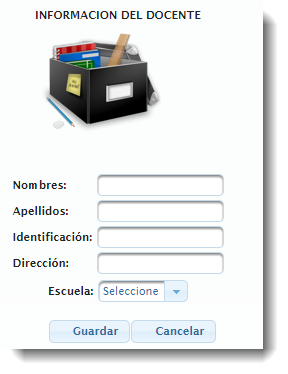 INFORMACION DEL DOCENTE
Nombres:
Apellidos:
Identificación:
Dirección:
Escuela: Seleccione
Guardar Cancelar